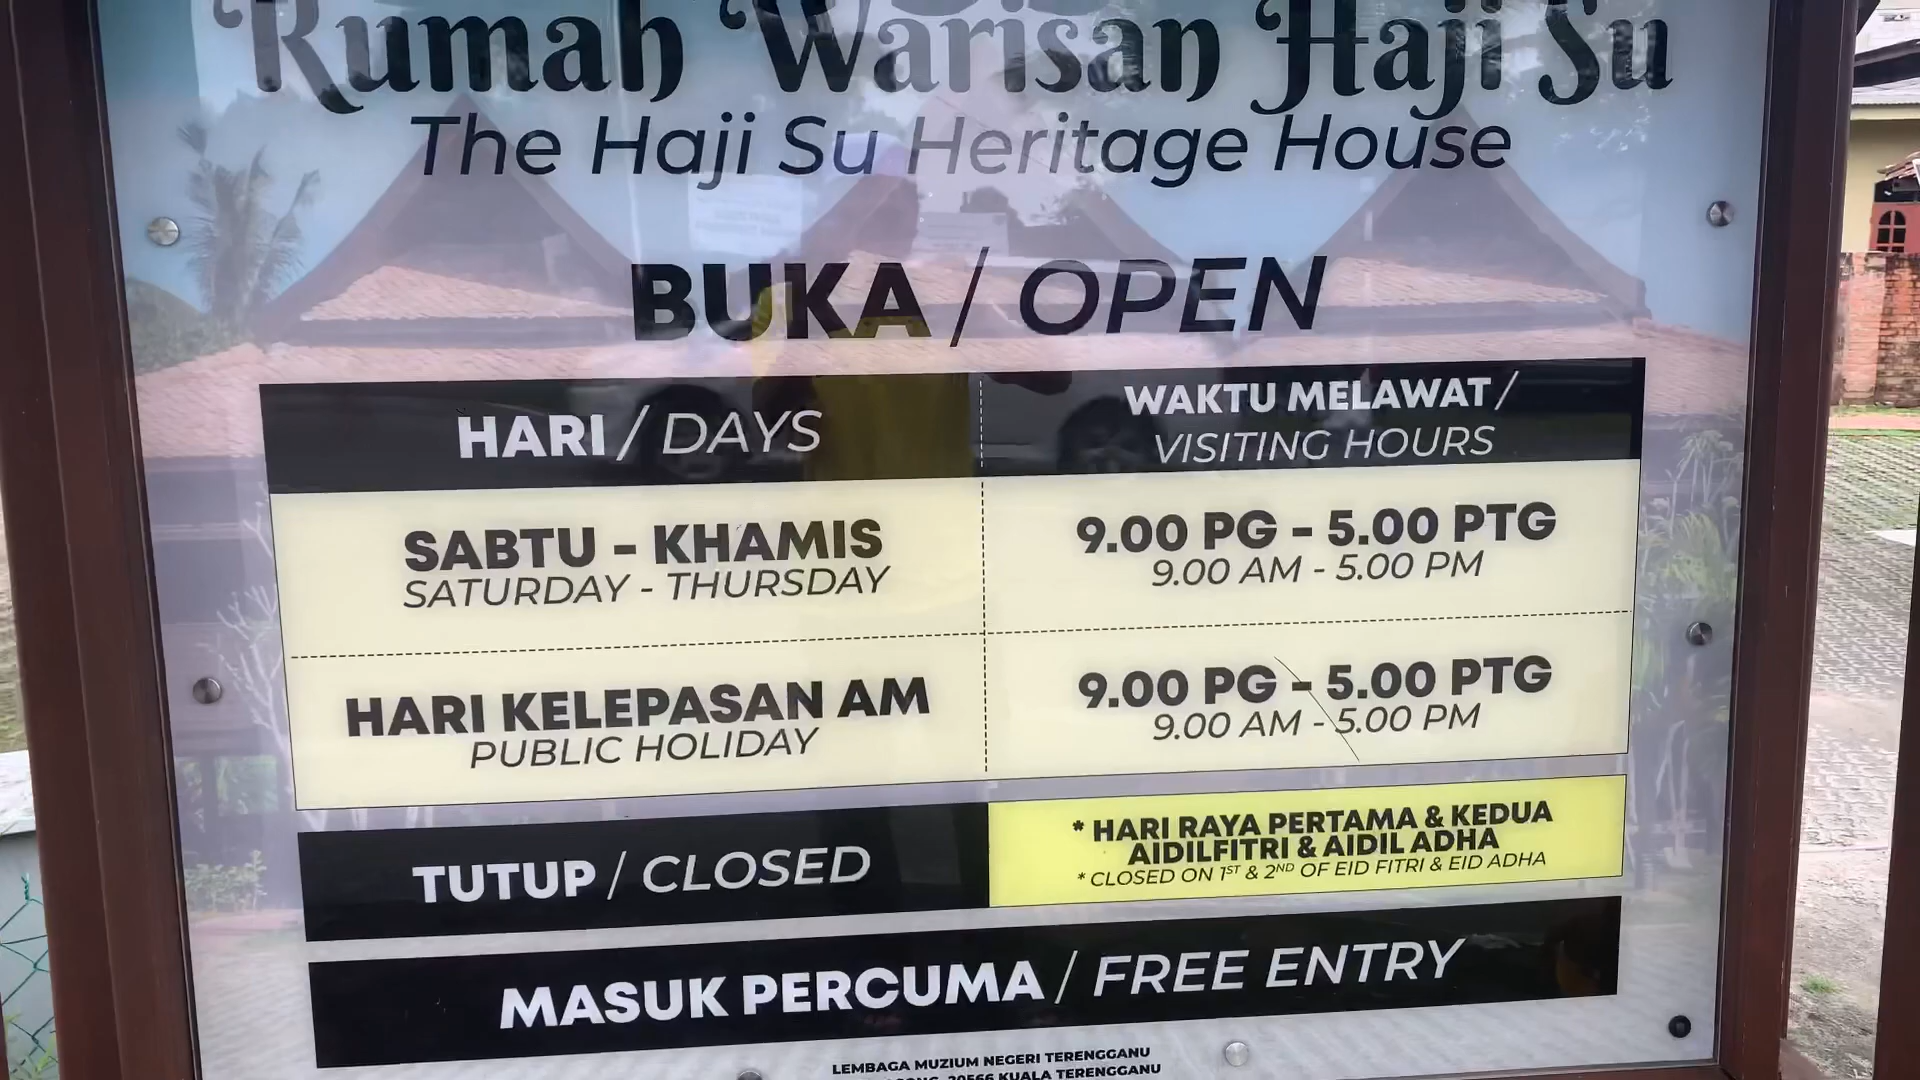 Rumah Warisan Haji Su
The Haji Su Heritage House
BUKA / OPEN
HARI / DAYS
WAKTU MELAWAT /
VISITING HOURS
SABTU - KHAMIS
SATURDAY - THURSDAY
9.00 PG - 5.00 PTG
9.00 AM - 5.00 PM
HARI KELEPASAN AM
PUBLIC HOLIDAY
9.00 PG - 5.00 PTG
9.00 AM - 5.00 PM
TUTUP / CLOSED
* HARI RAYA PERTAMA & KEDUA
AIDILFITRI & AIDIL ADHA
* CLOSED ON 1ST & 2ND OF EID FITRI & EID ADHA
MASUK PERCUMA / FREE ENTRY
LEMBAGA MUZIUM NEGERI TERENGGANU
20566 KUALA TERENGGANU